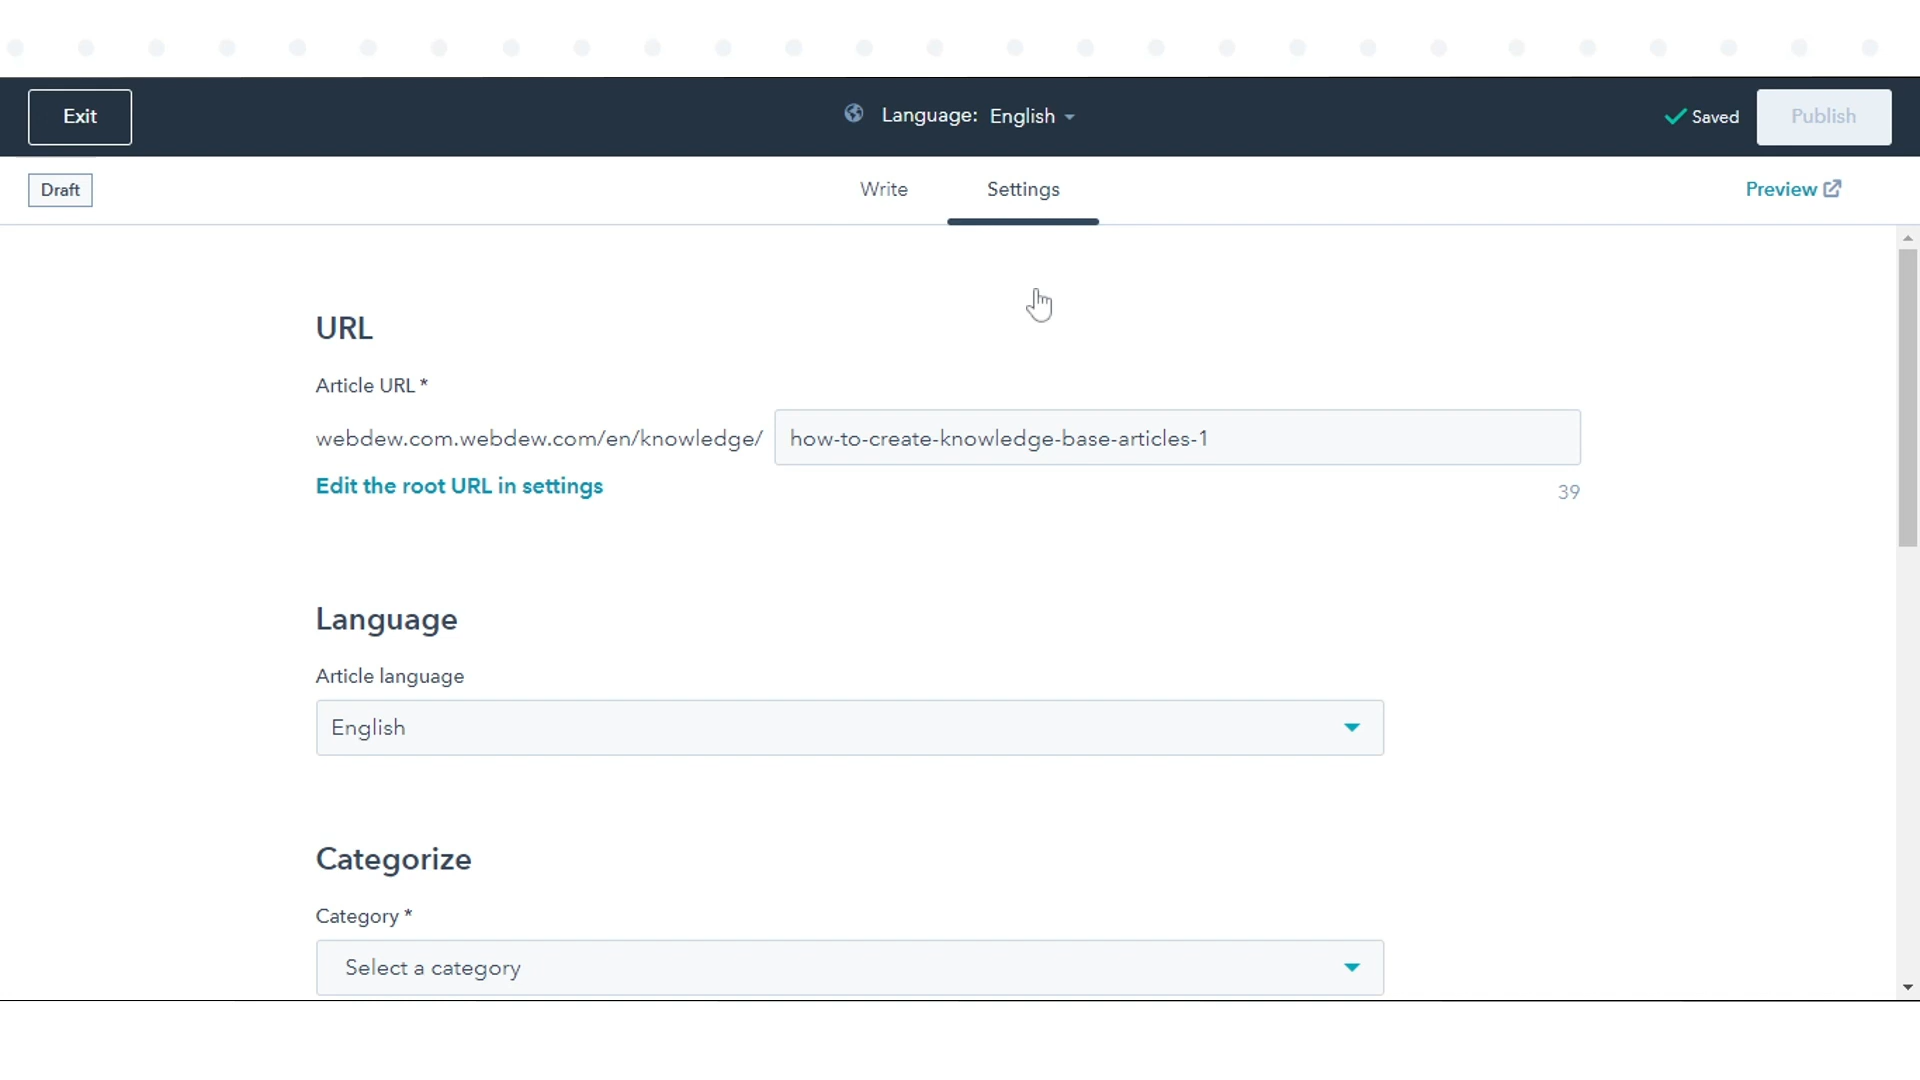 Exit
Language: English
Saved
Publish
Draft
Write
Settings
Preview
URL
Article URL *
webdew.com.webdew.com/en/knowledge/
how-to-create-knowledge-base-articles-1
Edit the root URL in settings
39
Language
Article language
English
Categorize
Category *
Select a category